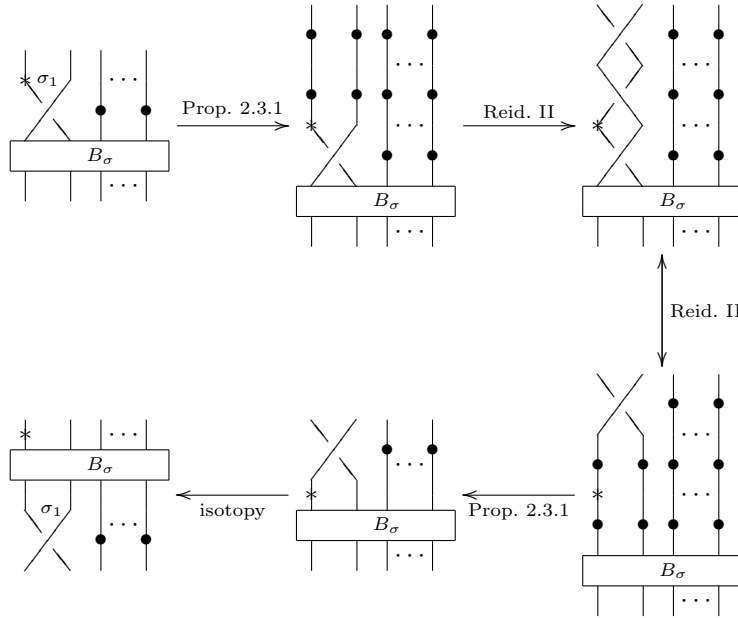 σ₁
B_σ
Prop. 2.3.1
B_σ
Reid. II
B_σ
Reid. II
B_σ
σ₁
isotopy
B_σ
Prop. 2.3.1
B_σ